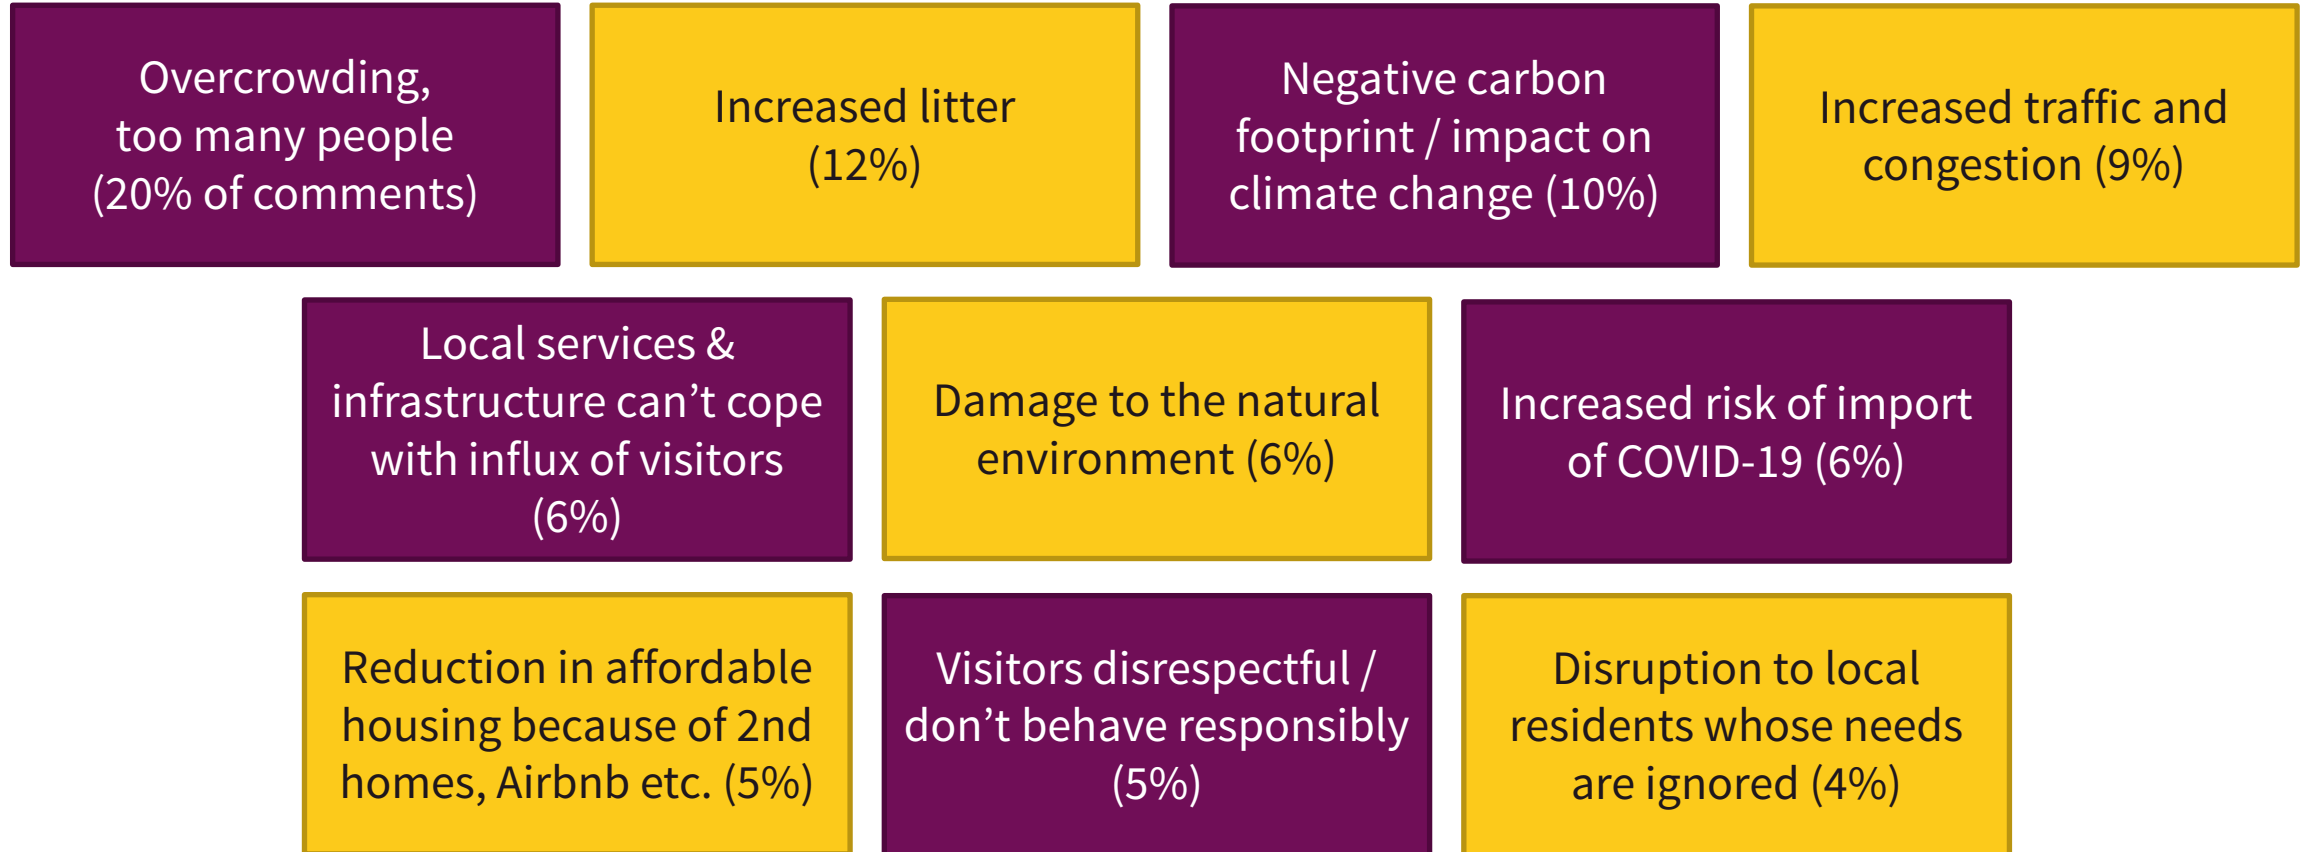 Overcrowding,
too many people
(20% of comments)
Increased litter
(12%)
Negative carbon
footprint / impact on
climate change (10%)
Increased traffic and
congestion (9%)
Local services &
infrastructure can’t cope
with influx of visitors
(6%)
Damage to the natural
environment (6%)
Increased risk of import
of COVID-19 (6%)
Reduction in affordable
housing because of 2nd
homes, Airbnb etc. (5%)
Visitors disrespectful /
don’t behave responsibly
(5%)
Disruption to local
residents whose needs
are ignored (4%)